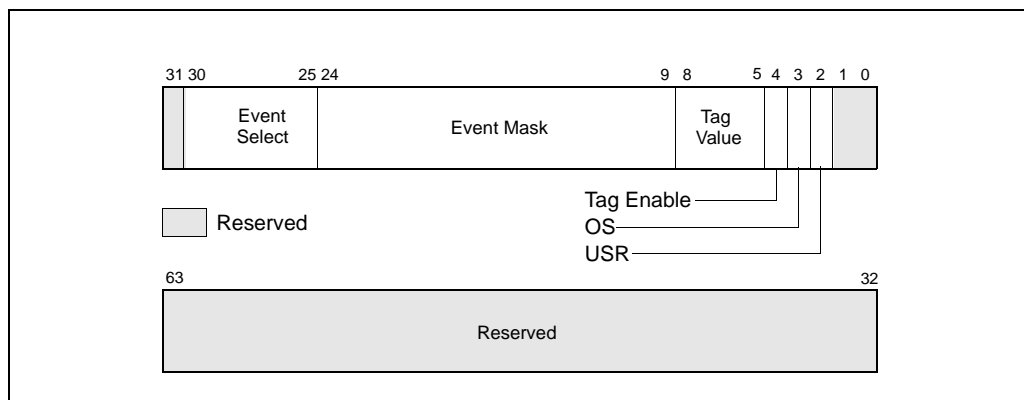 31 30 25 24 9 8 5 4 3 2 1 0
Event
Select
Event Mask
Tag
Value
Tag Enable
OS
USR
Reserved
63 32
Reserved